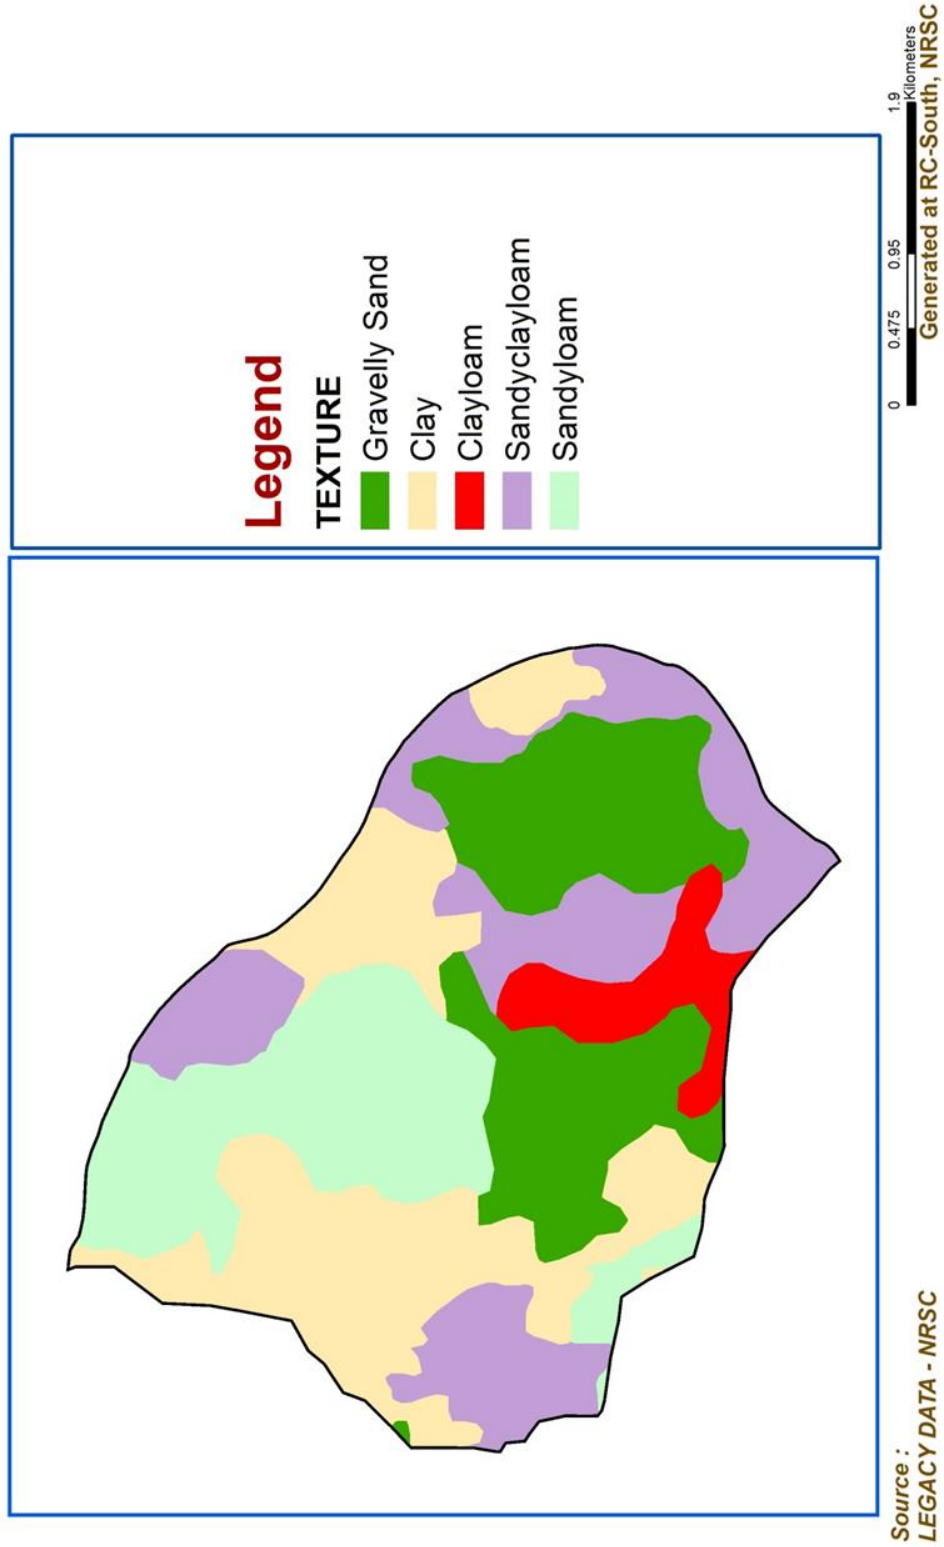 Legend
TEXTURE
Gravelly Sand
Clay
Clayloam
Sandyclayloam
Sandyloam
0 0.475 0.95 1.9
Kilometers
Source :
LEGACY DATA - NRSC
Generated at RC-South, NRSC